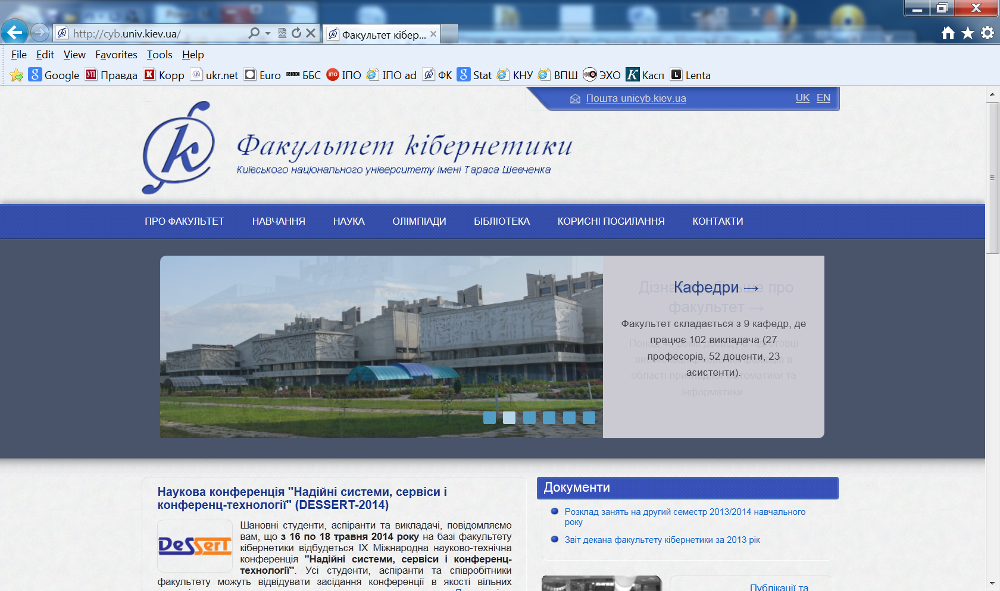 http://cyb.univ.kiev.ua/
Факультет кібер...
File Edit View Favorites Tools Help
Google Правда Корр ukr.net Euro ББС ІПО ІПО ad ФК Stat КНУ ВПШ ЭХО Касп Lenta
Пошта unicyb.kiev.ua UK EN
Факультет кібернетики
Київського національного університету імені Тараса Шевченка
ПРО ФАКУЛЬТЕТ НАВЧАННЯ НАУКА ОЛІМПІАДИ БІБЛІОТЕКА КОРИСНІ ПОСИЛАННЯ КОНТАКТИ
Кафедри →
факультет →
Факультет складається з 9 кафедр, де
працює 102 викладача (27
професорів, 52 доценти, 23
асистенти).
області прикладної математики та
інформатики.
Наукова конференція "Надійні системи, сервіси і
конференц-технології" (DESSERT-2014)
DeSSerT
Шановні студенти, аспіранти та викладачі, повідомляємо
вам, що з 16 по 18 травня 2014 року на базі факультету
кібернетики відбудеться IX Міжнародна науково-технічна
конференція "Надійні системи, сервіси і конференц-
технології". Усі студенти, аспіранти та співробітники
факультету можуть відвідувати засідання конференції в якості вільних
Документи
Розклад занять на другий семестр 2013/2014 навчального
року
Звіт декана факультету кібернетики за 2013 рік
Публікації та